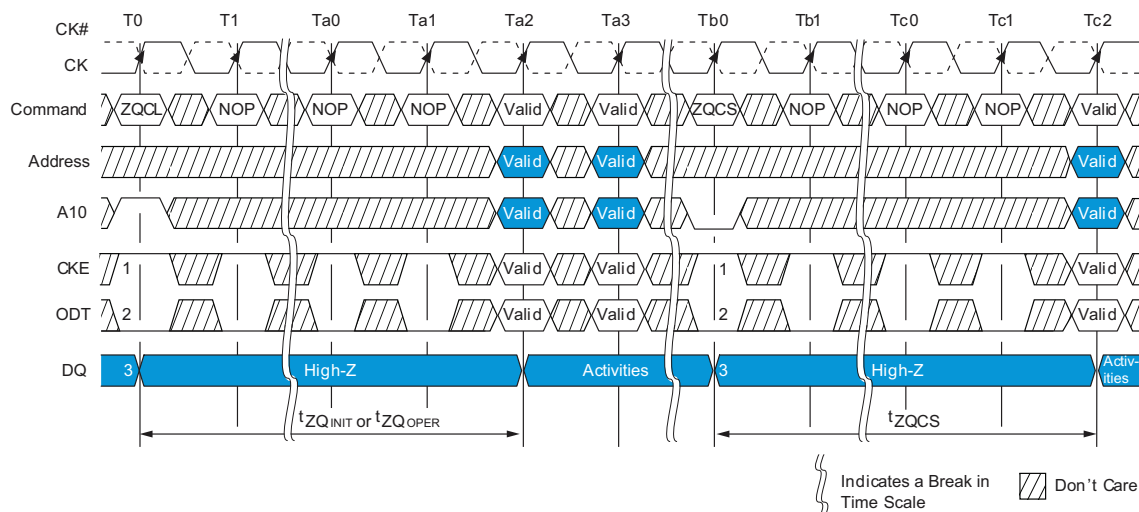 T0 T1 Ta0 Ta1 Ta2 Ta3 Tb0 Tb1 Tc0 Tc1 Tc2
CK#
CK
Command ZQCL NOP NOP NOP Valid Valid ZQCS NOP NOP NOP Valid
Address Valid Valid Valid
A10 Valid Valid Valid
CKE 1 Valid Valid 1 Valid
ODT 2 Valid Valid 2 Valid
DQ 3 High-Z Activities 3 High-Z Activ-
ities
tZQINIT or tZQOPER tZQCS
Indicates a Break in
Time Scale
Don't Care